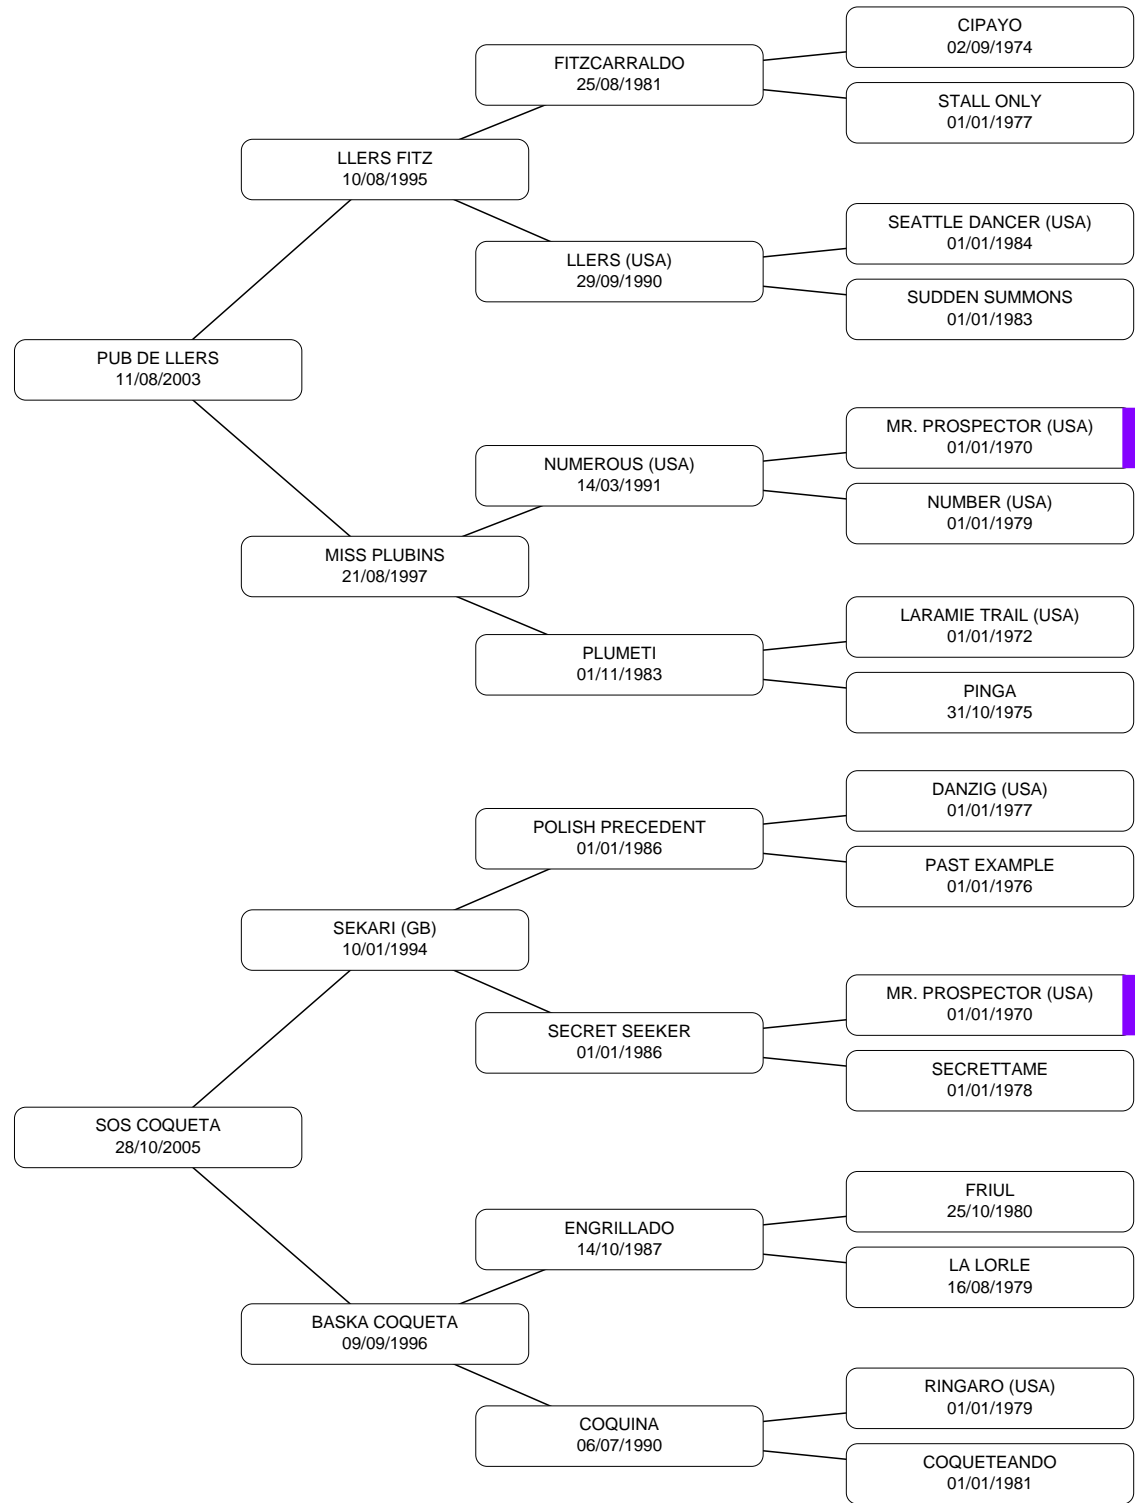 CIPAYO
02/09/1974
FITZCARRALDO
25/08/1981
STALL ONLY
01/01/1977
LLERS FITZ
10/08/1995
SEATTLE DANCER (USA)
01/01/1984
LLERS (USA)
29/09/1990
SUDDEN SUMMONS
01/01/1983
PUB DE LLERS
11/08/2003
MR. PROSPECTOR (USA)
01/01/1970
NUMEROUS (USA)
14/03/1991
NUMBER (USA)
01/01/1979
MISS PLUBINS
21/08/1997
LARAMIE TRAIL (USA)
01/01/1972
PLUMETI
01/11/1983
PINGA
31/10/1975
DANZIG (USA)
01/01/1977
POLISH PRECEDENT
01/01/1986
PAST EXAMPLE
01/01/1976
SEKARI (GB)
10/01/1994
MR. PROSPECTOR (USA)
01/01/1970
SECRET SEEKER
01/01/1986
SECRETTAME
01/01/1978
SOS COQUETA
28/10/2005
FRIUL
25/10/1980
ENGRILLADO
14/10/1987
LA LORLE
16/08/1979
BASKA COQUETA
09/09/1996
RINGARO (USA)
01/01/1979
COQUINA
06/07/1990
COQUETEANDO
01/01/1981